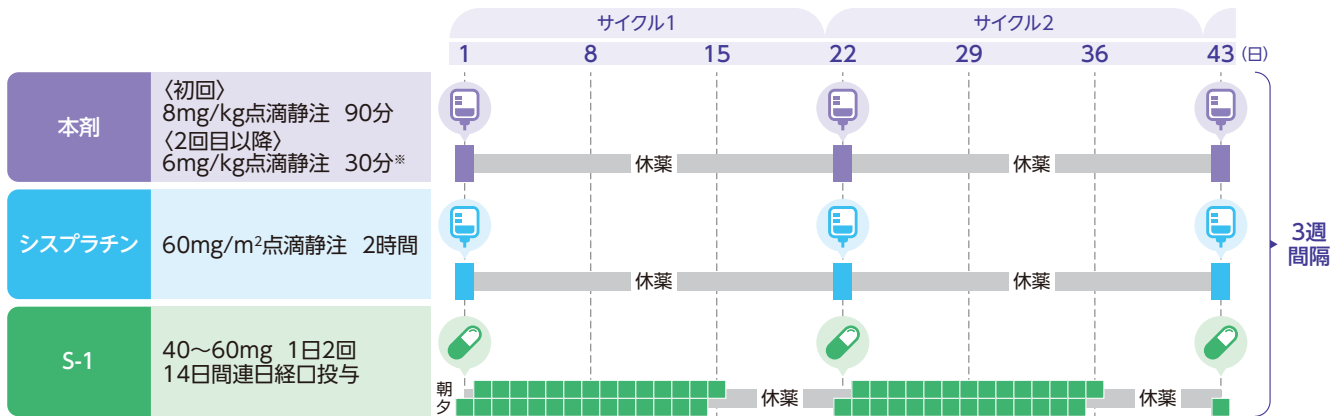 サイクル1 サイクル2
1 8 15 22 29 36 43 (日)
本剤
〈初回〉
8mg/kg点滴静注 90分
〈2回目以降〉
6mg/kg点滴静注 30分※
休薬 休薬
シスプラチン
60mg/m²点滴静注 2時間
休薬 休薬
S-1
40〜60mg 1日2回
14日間連日経口投与
朝
夕
休薬 休薬
3週
間隔